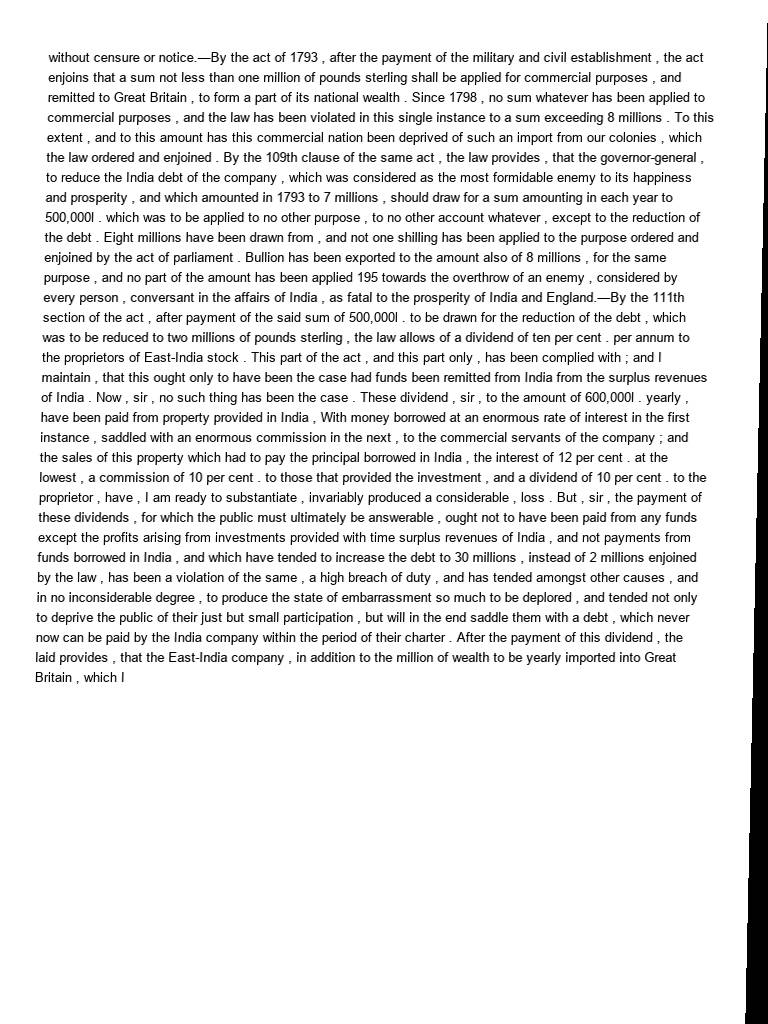 without censure or notice.—By the act of 1793 , after the payment of the military and civil establishment , the act
enjoins that a sum not less than one million of pounds sterling shall be applied for commercial purposes , and
remitted to Great Britain , to form a part of its national wealth . Since 1798 , no sum whatever has been applied to
commercial purposes , and the law has been violated in this single instance to a sum exceeding 8 millions . To this
extent , and to this amount has this commercial nation been deprived of such an import from our colonies , which
the law ordered and enjoined . By the 109th clause of the same act , the law provides , that the governor-general ,
to reduce the India debt of the company , which was considered as the most formidable enemy to its happiness
and prosperity , and which amounted in 1793 to 7 millions , should draw for a sum amounting in each year to
500,000l . which was to be applied to no other purpose , to no other account whatever , except to the reduction of
the debt . Eight millions have been drawn from , and not one shilling has been applied to the purpose ordered and
enjoined by the act of parliament . Bullion has been exported to the amount also of 8 millions , for the same
purpose , and no part of the amount has been applied 195 towards the overthrow of an enemy , considered by
every person , conversant in the affairs of India , as fatal to the prosperity of India and England.—By the 111th
section of the act , after payment of the said sum of 500,000l . to be drawn for the reduction of the debt , which
was to be reduced to two millions of pounds sterling , the law allows of a dividend of ten per cent . per annum to
the proprietors of East-India stock . This part of the act , and this part only , has been complied with ; and I
maintain , that this ought only to have been the case had funds been remitted from India from the surplus revenues
of India . Now , sir , no such thing has been the case . These dividend , sir , to the amount of 600,000l . yearly ,
have been paid from property provided in India , With money borrowed at an enormous rate of interest in the first
instance , saddled with an enormous commission in the next , to the commercial servants of the company ; and
the sales of this property which had to pay the principal borrowed in India , the interest of 12 per cent . at the
lowest , a commission of 10 per cent . to those that provided the investment , and a dividend of 10 per cent . to the
proprietor , have , I am ready to substantiate , invariably produced a considerable , loss . But , sir , the payment of
these dividends , for which the public must ultimately be answerable , ought not to have been paid from any funds
except the profits arising from investments provided with time surplus revenues of India , and not payments from
funds borrowed in India , and which have tended to increase the debt to 30 millions , instead of 2 millions enjoined
by the law , has been a violation of the same , a high breach of duty , and has tended amongst other causes , and
in no inconsiderable degree , to produce the state of embarrassment so much to be deplored , and tended not only
to deprive the public of their just but small participation , but will in the end saddle them with a debt , which never
now can be paid by the India company within the period of their charter . After the payment of this dividend , the
laid provides , that the East-India company , in addition to the million of wealth to be yearly imported into Great
Britain , which I